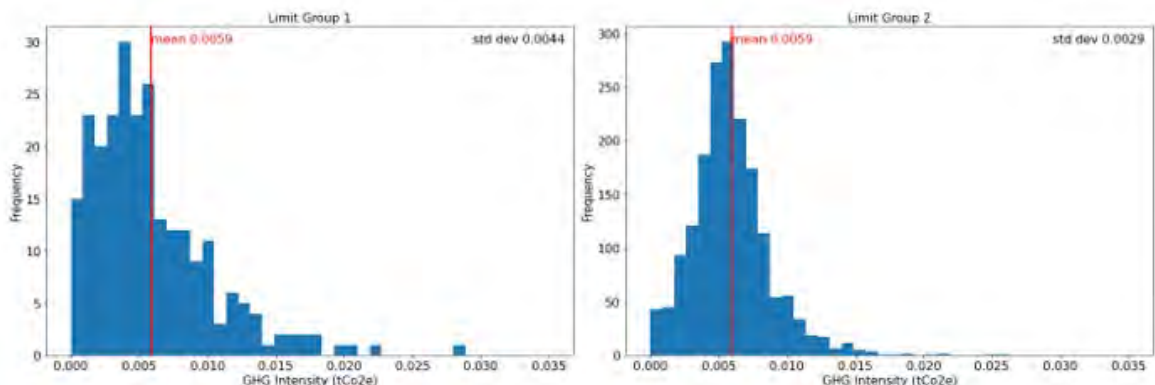 Limit Group 1
mean 0.0059
std dev 0.0044
30
25
20
15
10
5
0
Frequency
0.000 0.005 0.010 0.015 0.020 0.025 0.030 0.035
GHG Intensity (tCo2e)
Limit Group 2
mean 0.0059
std dev 0.0029
300
250
200
150
100
50
0
Frequency
0.000 0.005 0.010 0.015 0.020 0.025 0.030 0.035
GHG Intensity (tCo2e)